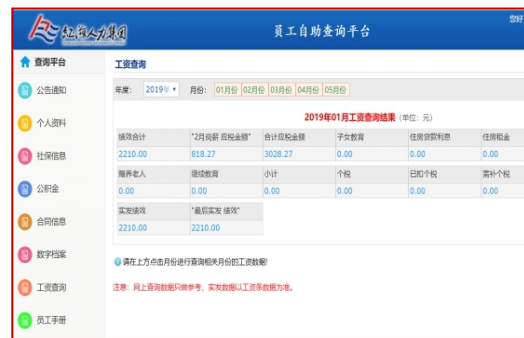 红海人力集团
员工自助查询平台
您好
查询平台
公告通知
个人资料
社保信息
公积金
合同信息
数字档案
工资查询
员工手册
工资查询
年度： 2019年 月份： 01月份 02月份 03月份 04月份 05月份
2019年01月工资查询结果 （单位：元）
绩效合计 "2月岗薪 应税金额" 合计应税金额 子女教育 住房贷款利息 住房租金
2210.00 818.27 3028.27 0.00 0.00 0.00
赡养老人 继续教育 小计 个税 已扣个税 需补个税
0.00 0.00 0.00 0.00 0.00 0.00
实发绩效 "最后实发 绩效"
2210.00 2210.00
请在上方点击月份进行查询相关月份的工资数据!
注意：网上查询数据只做参考，实发数据以工资条数据为准。